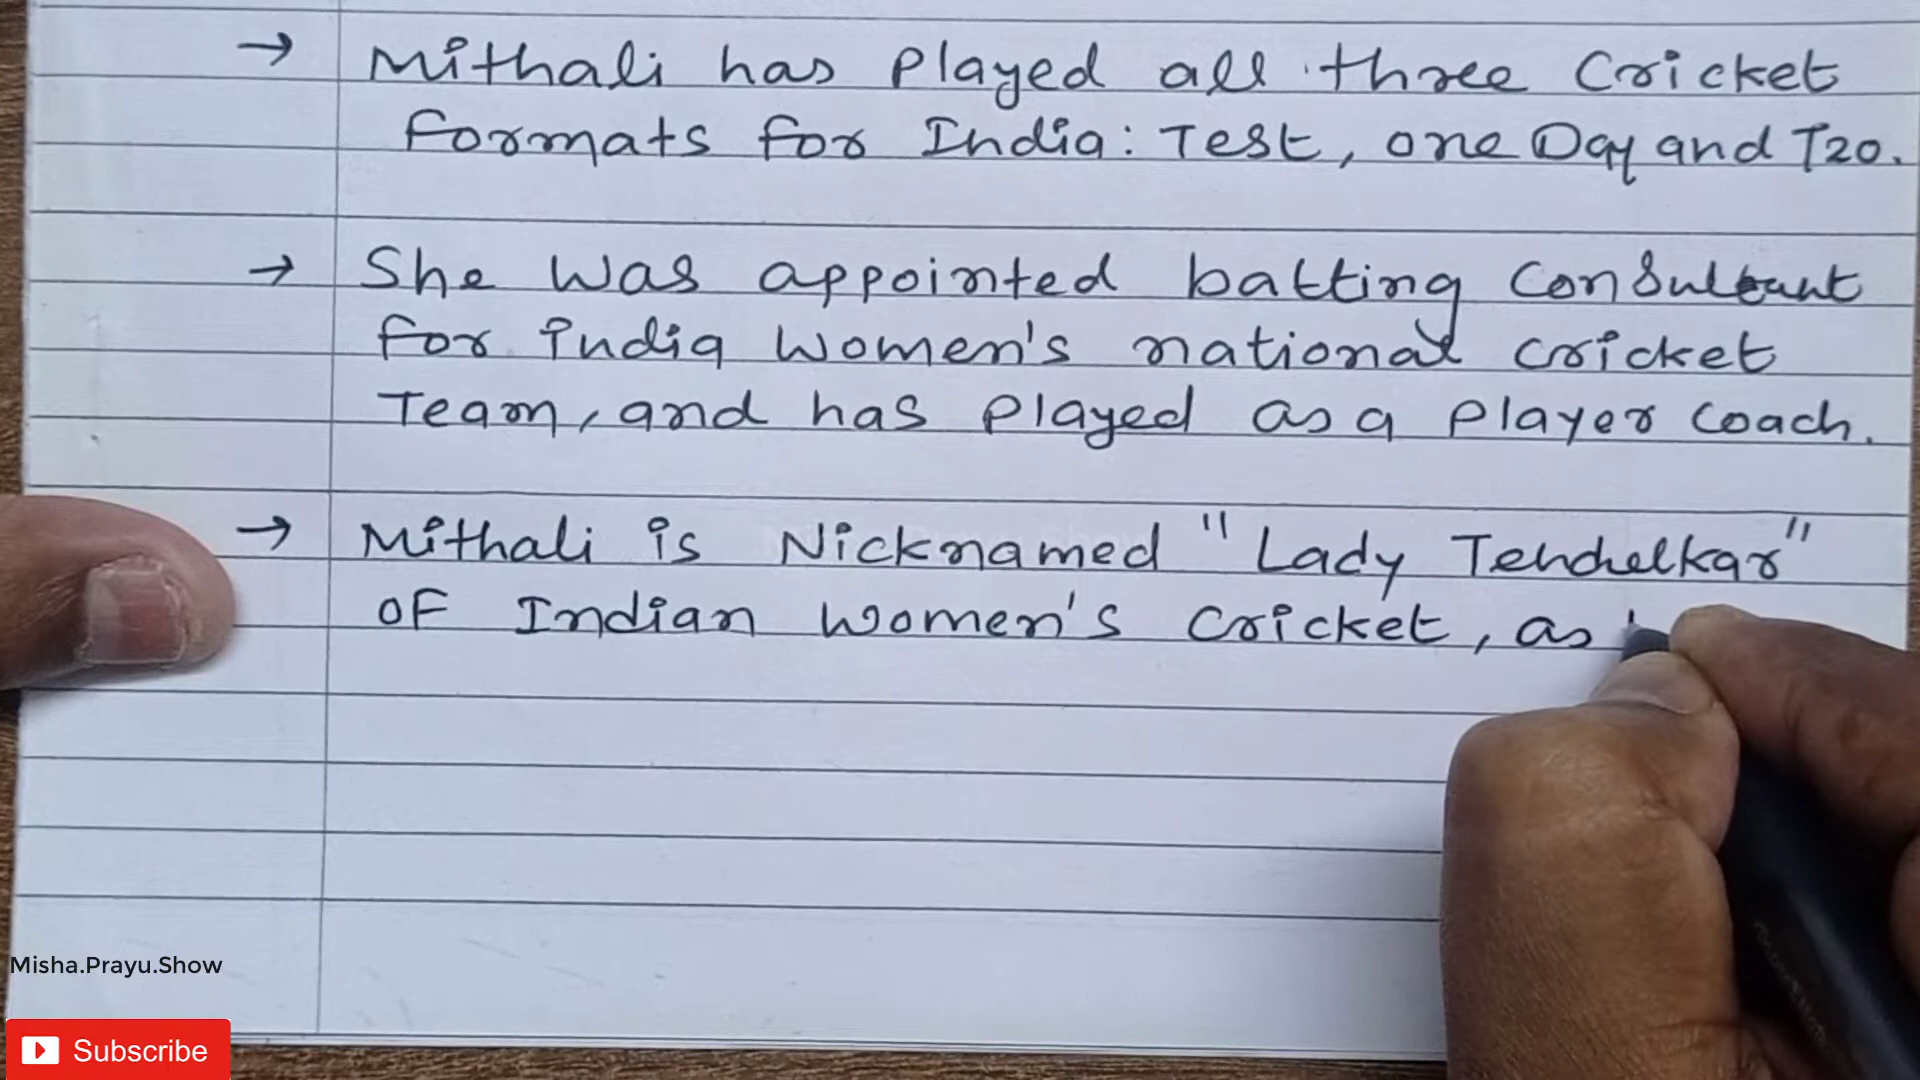 → Mithali has played all three Cricket
formats for India: Test, one Day and T20.
→ She was appointed batting Consultant
for india women's national cricket
Team, and has played as a player coach.
→ Mithali is Nicknamed "Lady Tendulkar"
of Indian women's cricket, as
Misha.Prayu.Show
Subscribe